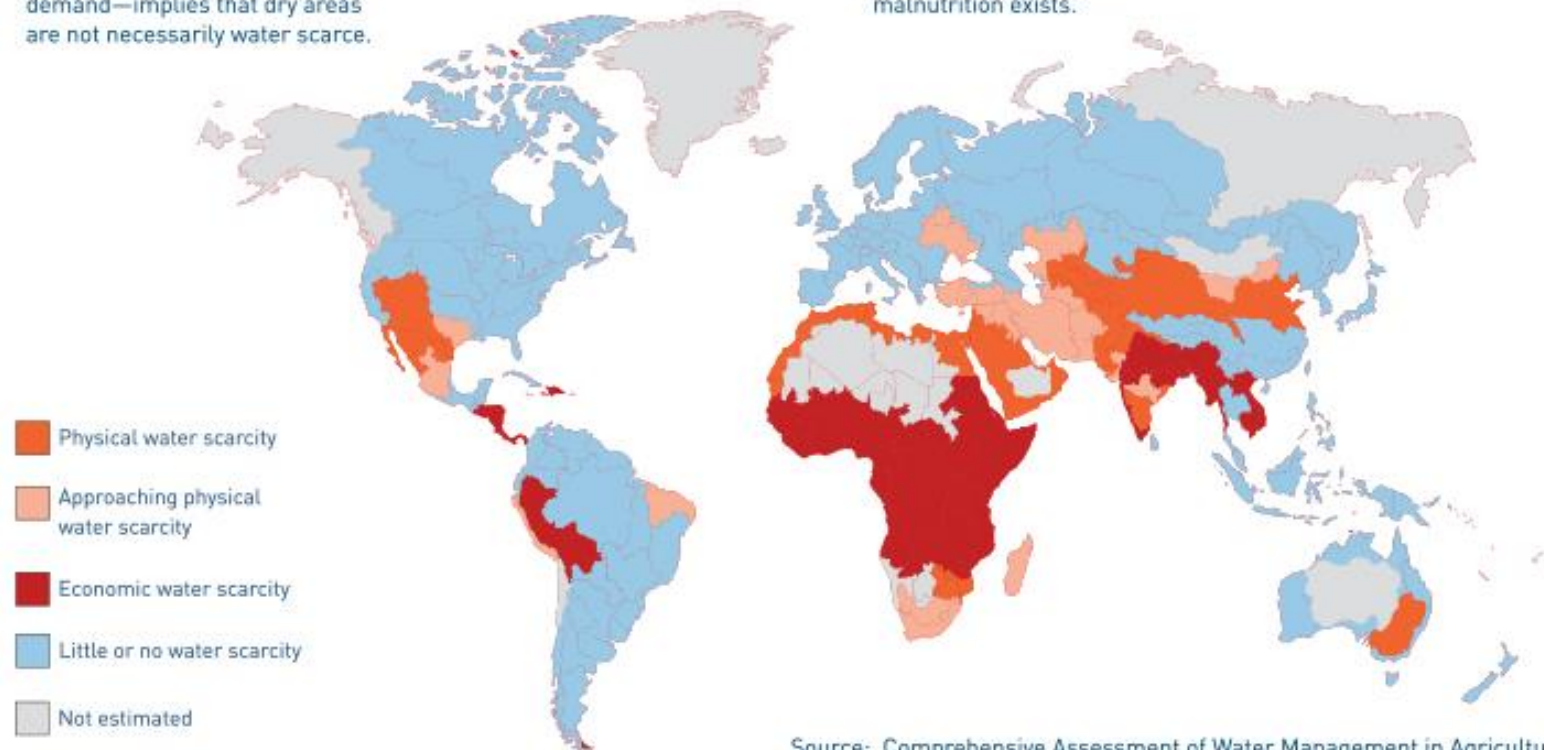 demand—implies that dry areas
are not necessarily water scarce.
malnutrition exists.
Physical water scarcity
Approaching physical
water scarcity
Economic water scarcity
Little or no water scarcity
Not estimated
Source: Comprehensive Assessment of Water Management in Agricultu